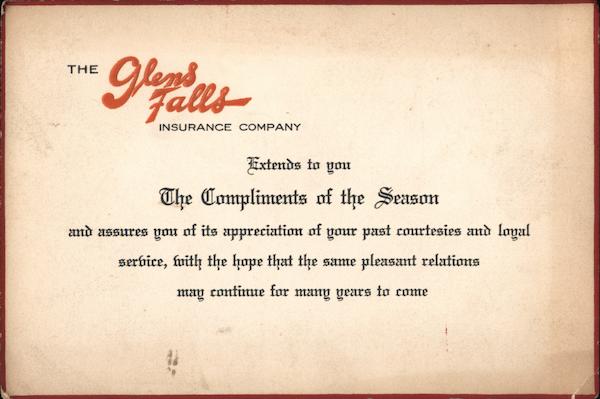 THE Glens
Falls
INSURANCE COMPANY
Extends to you
The Compliments of the Season
and assures you of its appreciation of your past courtesies and loyal
service, with the hope that the same pleasant relations
may continue for many years to come